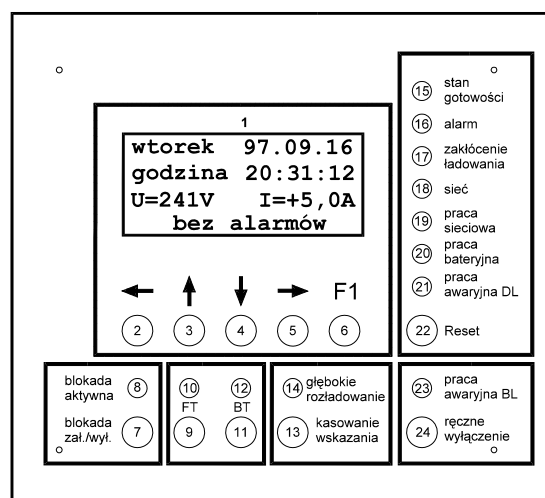 1
wtorek 97.09.16
godzina 20:31:12
U=241V I=+5,0A
bez alarmów
F1
2 3 4 5 6
15 stan gotowości
16 alarm
17 zakłócenie ładowania
18 sieć
19 praca sieciowa
20 praca bateryjna
21 praca awaryjna DL
22 Reset
blokada aktywna 8
blokada zał./wył. 7
10 12
FT BT
9 11
14 głębokie rozładowanie
13 kasowanie wskazania
23 praca awaryjna BL
24 ręczne wyłączenie